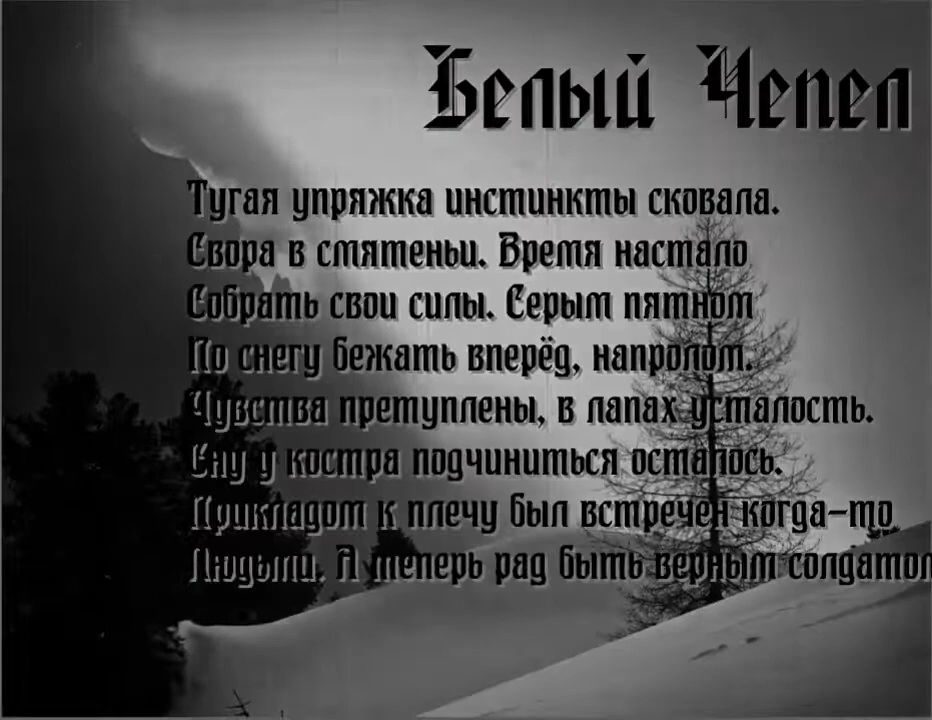 Белый Чепел
Тугая упряжка инстинкты сковала.
Свора в смятеньи. Время настало
Собрать свои силы. Серым пятном
По снегу бежать вперёд, напролом.
Чувства претуплены, в лапах усталость.
Сну у костра подчиниться осталось.
Прикладом к плечу был встречен когда-то
Людьми. А теперь рад быть верным солдатом